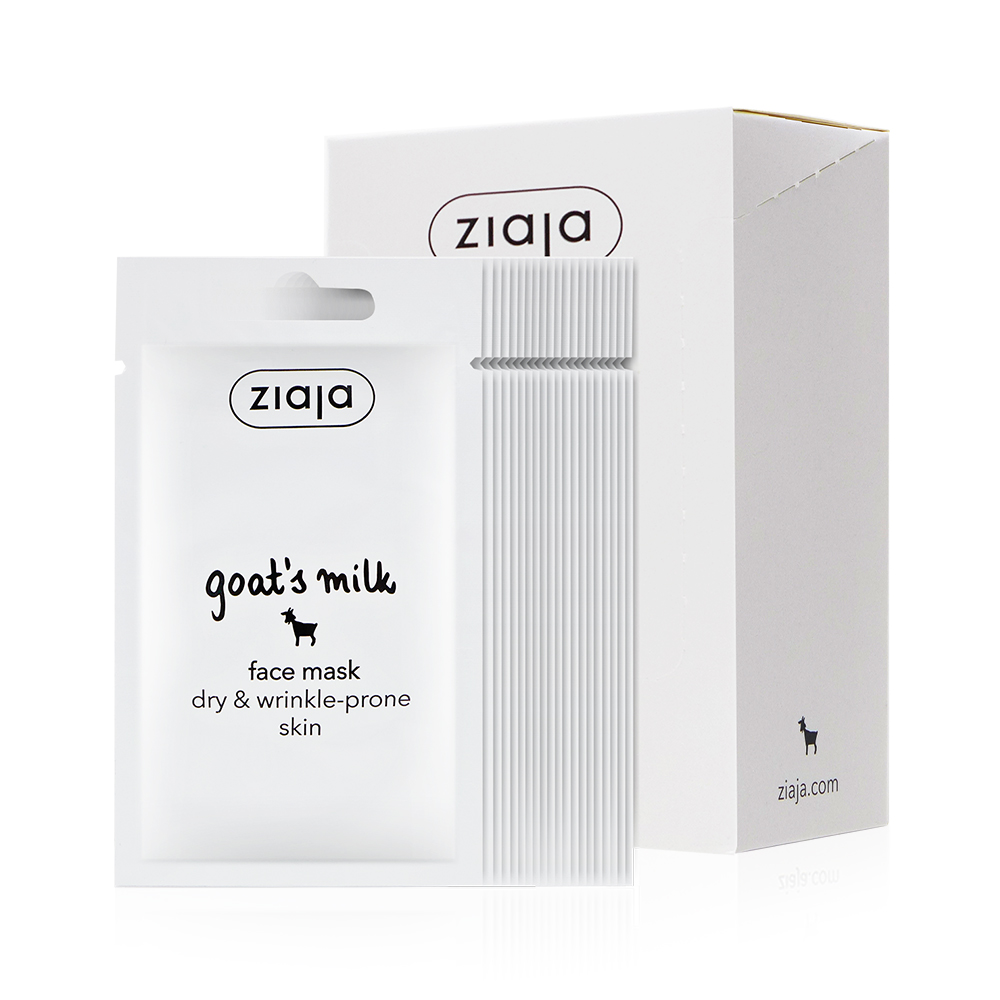 ziaja
ziaja
goat's milk
face mask
dry & wrinkle-prone
skin
ziaja.com